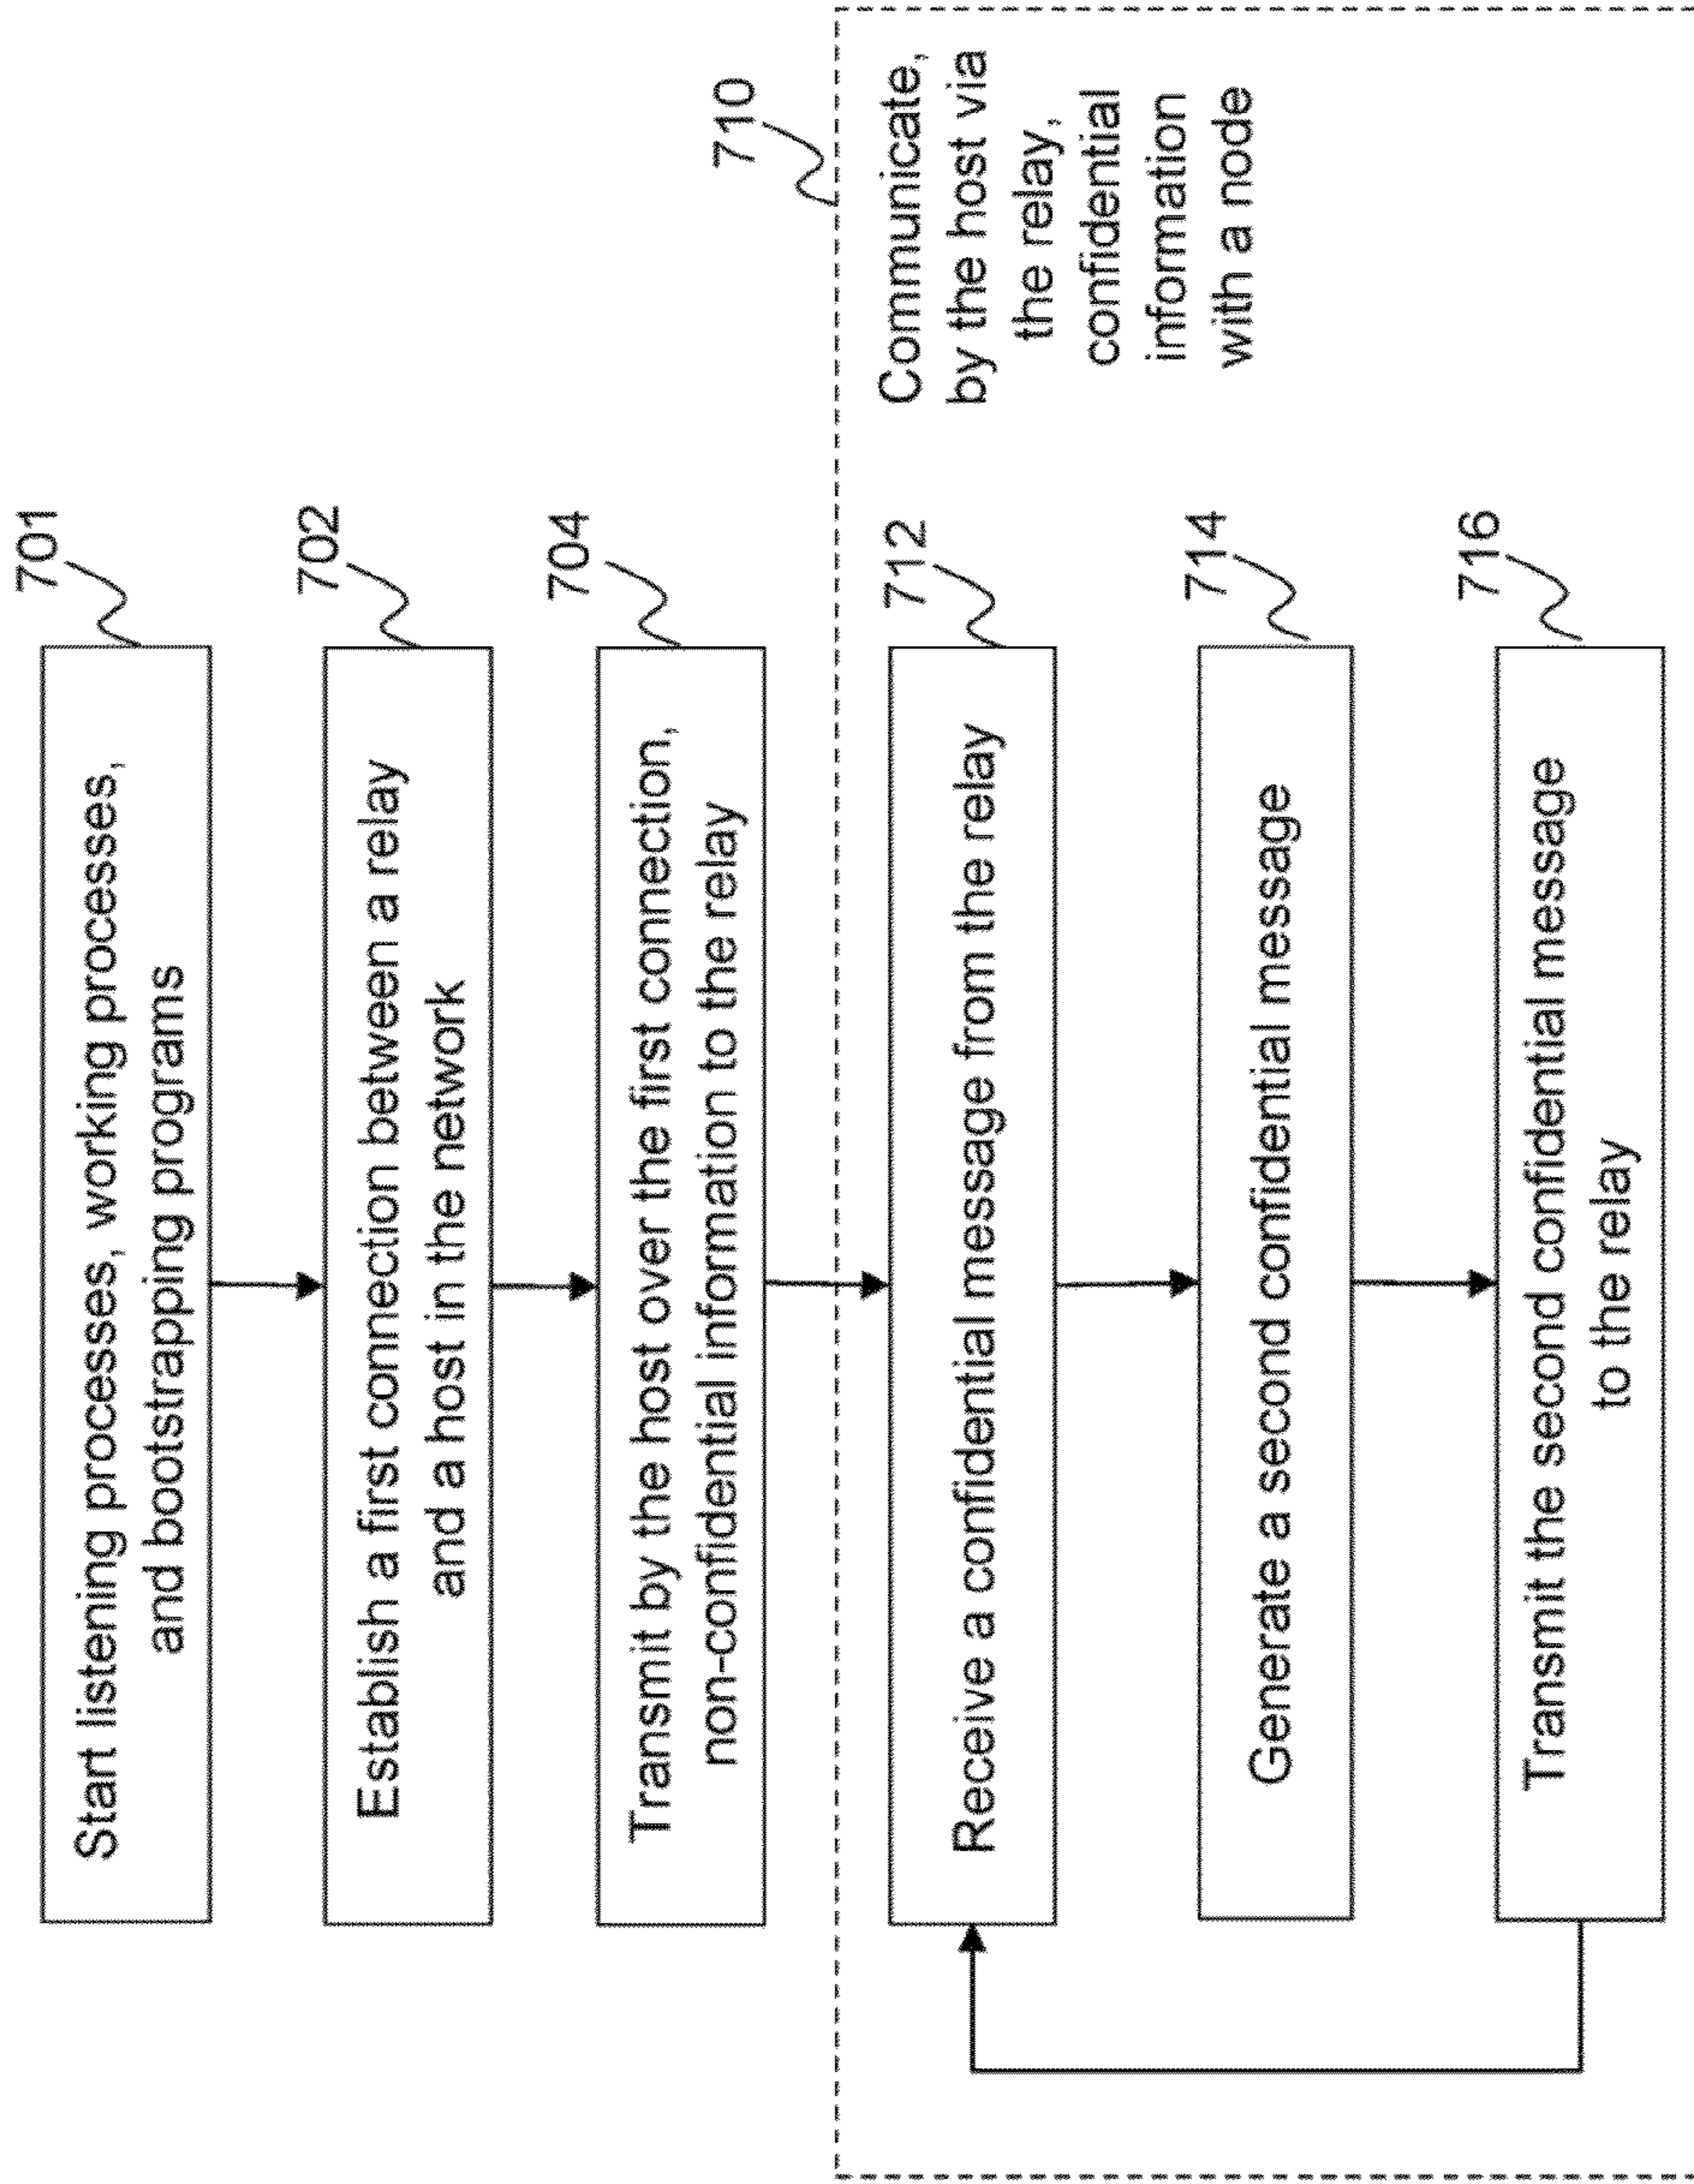 701
Start listening processes, working processes,
and bootstrapping programs
702
Establish a first connection between a relay
and a host in the network
704
Transmit by the host over the first connection,
non-confidential information to the relay
710
Communicate,
by the host via
the relay,
confidential
information
with a node
712
Receive a confidential message from the relay
714
Generate a second confidential message
716
Transmit the second confidential message
to the relay